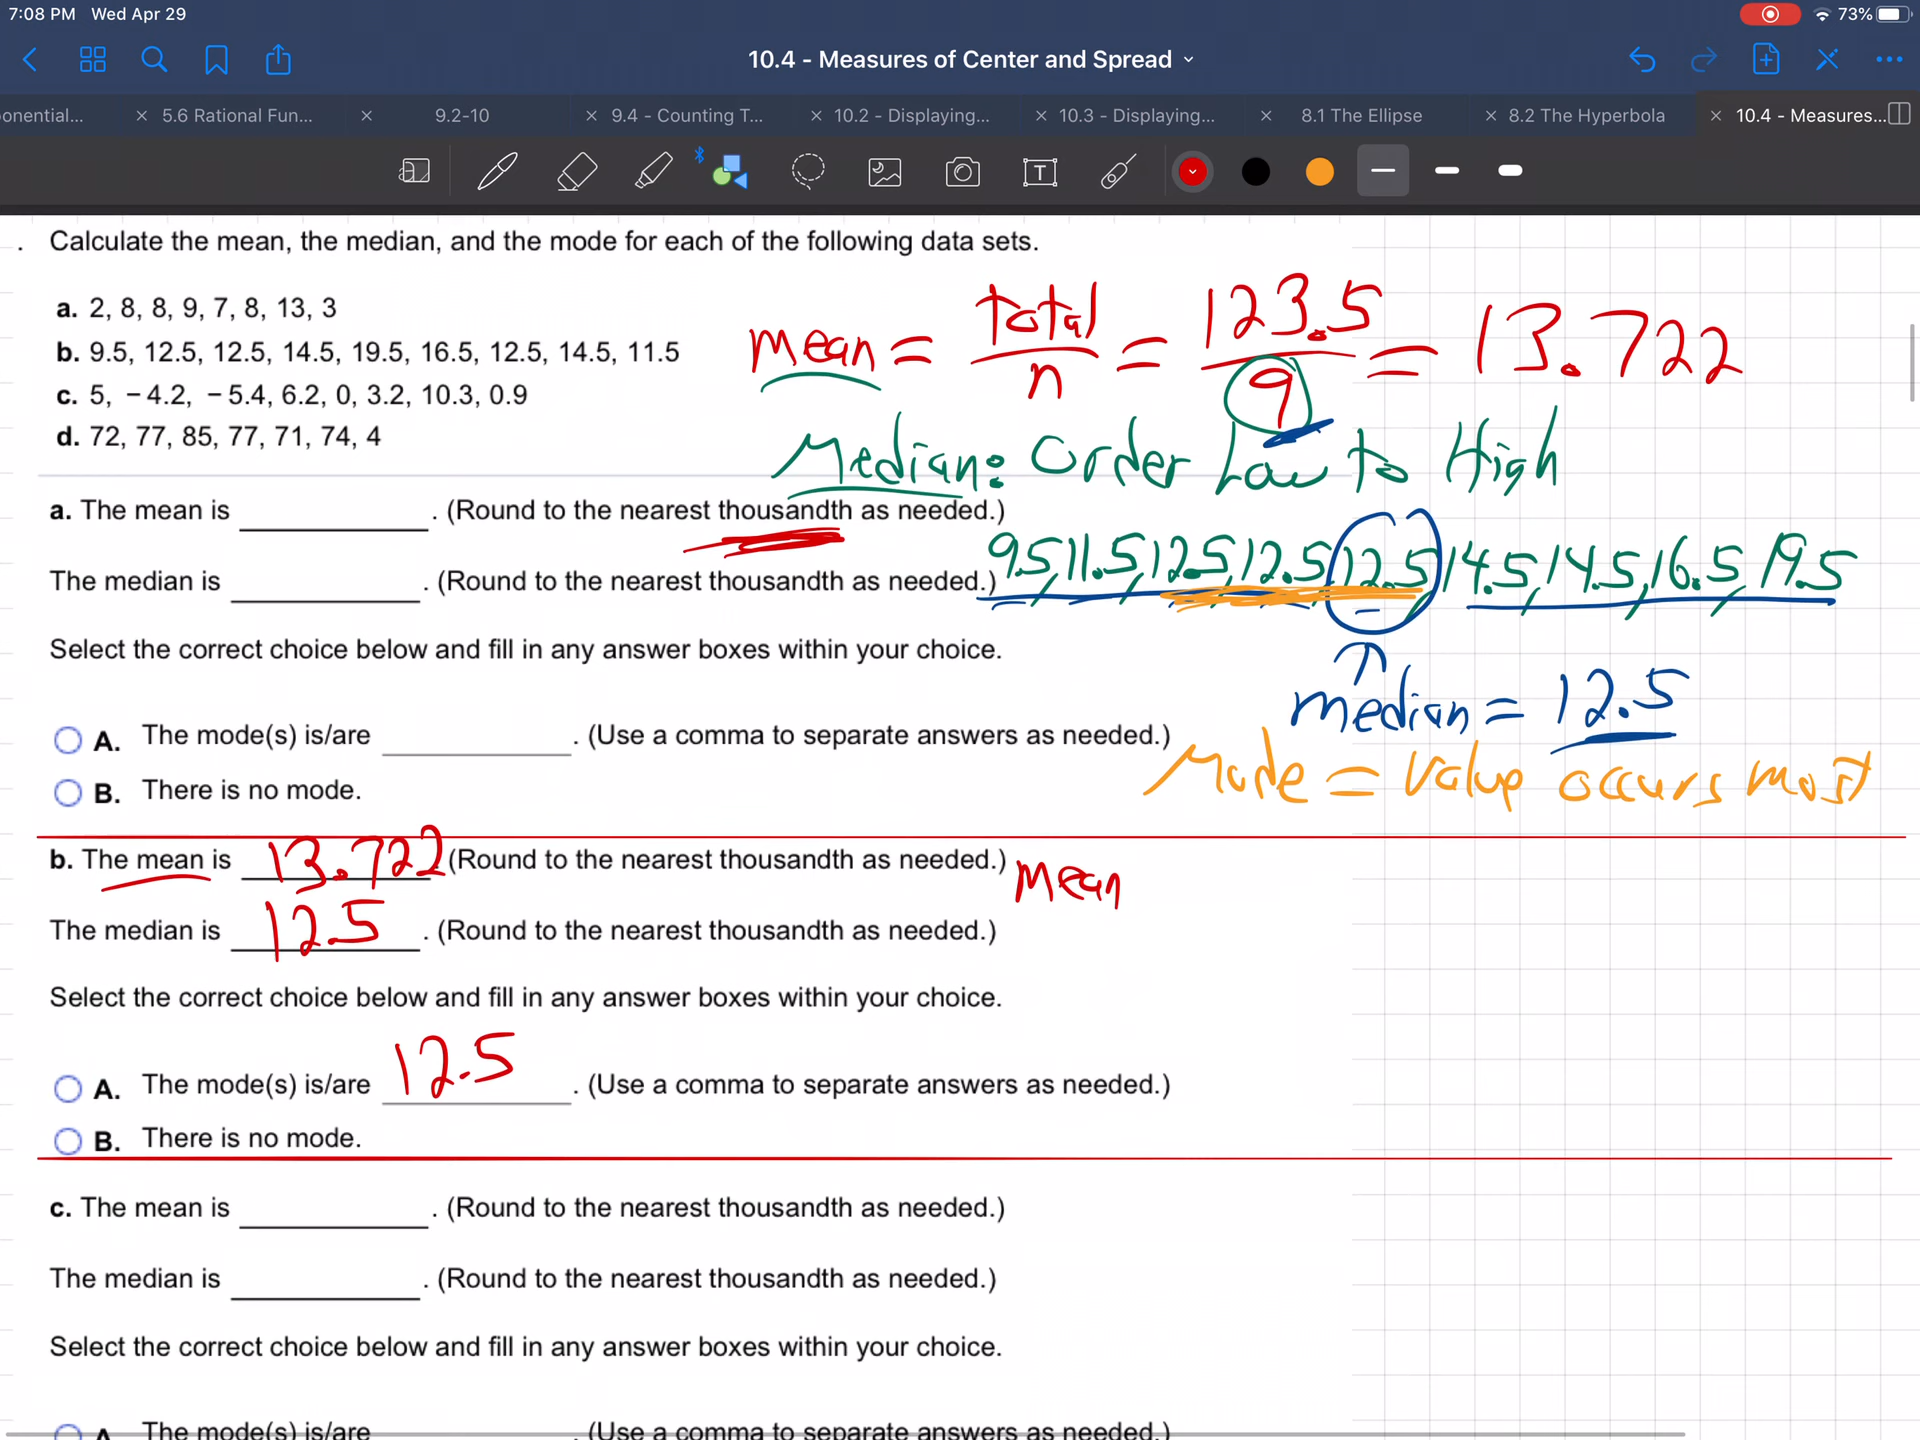 7:08 PM Wed Apr 29
73%
10.4 - Measures of Center and Spread
onential...
× 5.6 Rational Fun...
× 9.2-10
× 9.4 - Counting T...
× 10.2 - Displaying...
× 10.3 - Displaying...
× 8.1 The Ellipse
× 8.2 The Hyperbola
× 10.4 - Measures...
T
. Calculate the mean, the median, and the mode for each of the following data sets.
a. 2, 8, 8, 9, 7, 8, 13, 3
b. 9.5, 12.5, 12.5, 14.5, 19.5, 16.5, 12.5, 14.5, 11.5
c. 5, −4.2, −5.4, 6.2, 0, 3.2, 10.3, 0.9
d. 72, 77, 85, 77, 71, 74, 4
mean = total/n = 123.5/9 = 13.722
Median: Order Low to High
a. The mean is ____________. (Round to the nearest thousandth as needed.)
9.5, 11.5, 12.5, 12.5, 12.5, 14.5, 14.5, 16.5, 19.5
The median is ____________. (Round to the nearest thousandth as needed.)
Select the correct choice below and fill in any answer boxes within your choice.
median = 12.5
A. The mode(s) is/are ____________. (Use a comma to separate answers as needed.)
Mode = Value occurs most
B. There is no mode.
b. The mean is 13.722 (Round to the nearest thousandth as needed.)
Mean
The median is 12.5. (Round to the nearest thousandth as needed.)
Select the correct choice below and fill in any answer boxes within your choice.
A. The mode(s) is/are 12.5. (Use a comma to separate answers as needed.)
B. There is no mode.
c. The mean is ____________. (Round to the nearest thousandth as needed.)
The median is ____________. (Round to the nearest thousandth as needed.)
Select the correct choice below and fill in any answer boxes within your choice.
A The mode(s) is/are (Use a comma to separate answers as needed.)